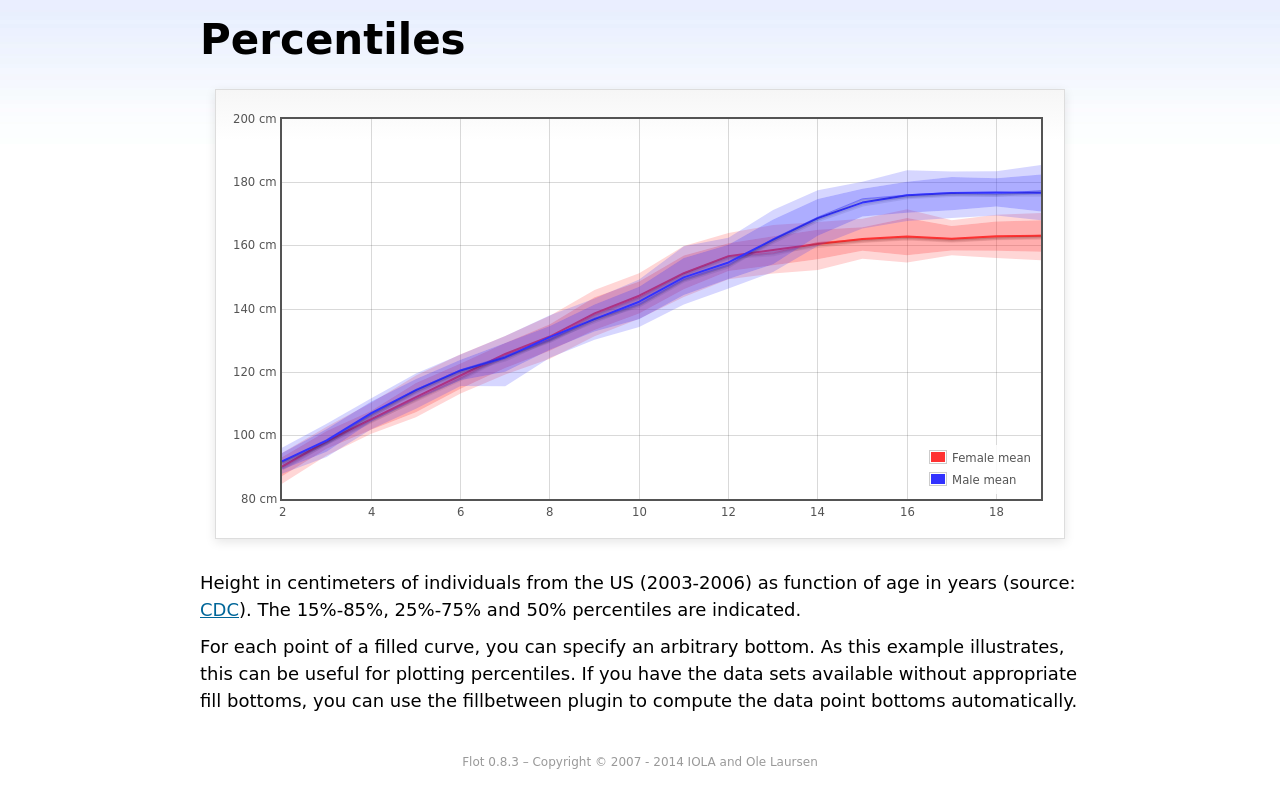 Percentiles
200 cm
180 cm
160 cm
140 cm
120 cm
100 cm
80 cm
2 4 6 8 10 12 14 16 18
Female mean
Male mean
Height in centimeters of individuals from the US (2003-2006) as function of age in years (source:
CDC). The 15%-85%, 25%-75% and 50% percentiles are indicated.
For each point of a filled curve, you can specify an arbitrary bottom. As this example illustrates,
this can be useful for plotting percentiles. If you have the data sets available without appropriate
fill bottoms, you can use the fillbetween plugin to compute the data point bottoms automatically.
Flot 0.8.3 – Copyright © 2007 - 2014 IOLA and Ole Laursen